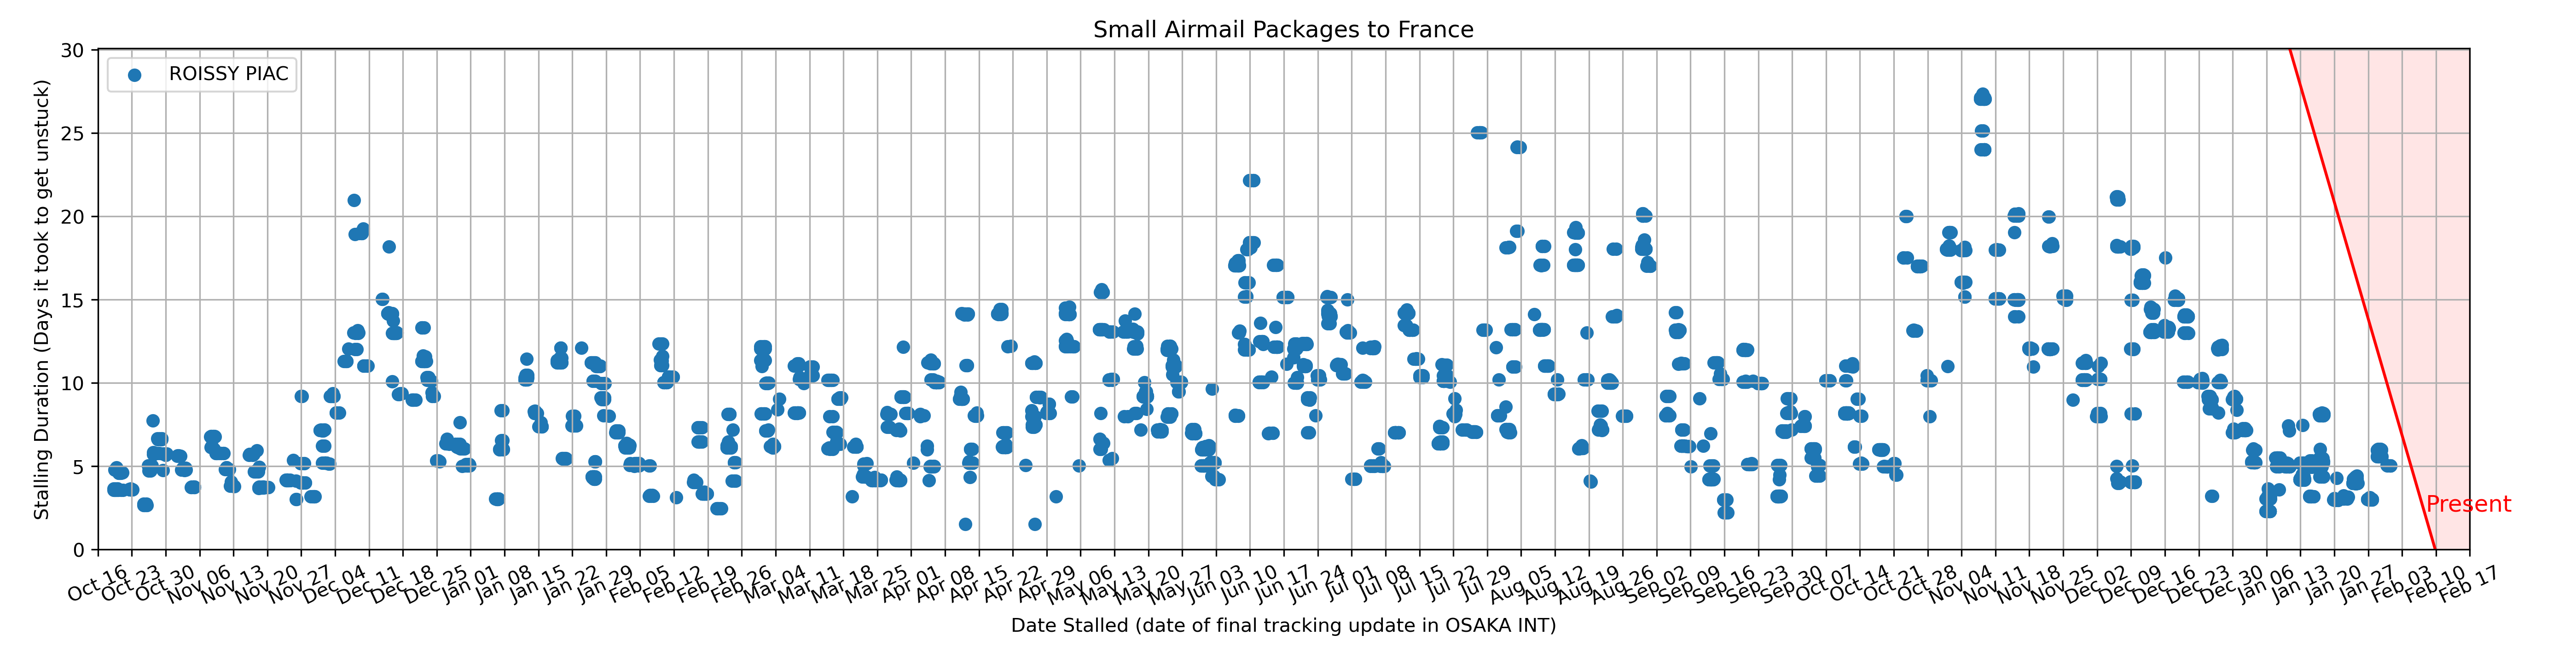 Small Airmail Packages to France
ROISSY PIAC
Stalling Duration (Days it took to get unstuck)
30
25
20
15
10
5
0
Present
Oct 16 Oct 23 Oct 30 Nov 06 Nov 13 Nov 20 Nov 27 Dec 04 Dec 11 Dec 18 Dec 25 Jan 01 Jan 08 Jan 15 Jan 22 Jan 29 Feb 05 Feb 12 Feb 19 Feb 26 Mar 04 Mar 11 Mar 18 Mar 25 Apr 01 Apr 08 Apr 15 Apr 22 Apr 29 May 06 May 13 May 20 May 27 Jun 03 Jun 10 Jun 17 Jun 24 Jul 01 Jul 08 Jul 15 Jul 22 Jul 29 Aug 05 Aug 12 Aug 19 Aug 26 Sep 02 Sep 09 Sep 16 Sep 23 Sep 30 Oct 07 Oct 14 Oct 21 Oct 28 Nov 04 Nov 11 Nov 18 Nov 25 Dec 02 Dec 09 Dec 16 Dec 23 Dec 30 Jan 06 Jan 13 Jan 20 Jan 27 Feb 03 Feb 10 Feb 17
Date Stalled (date of final tracking update in OSAKA INT)